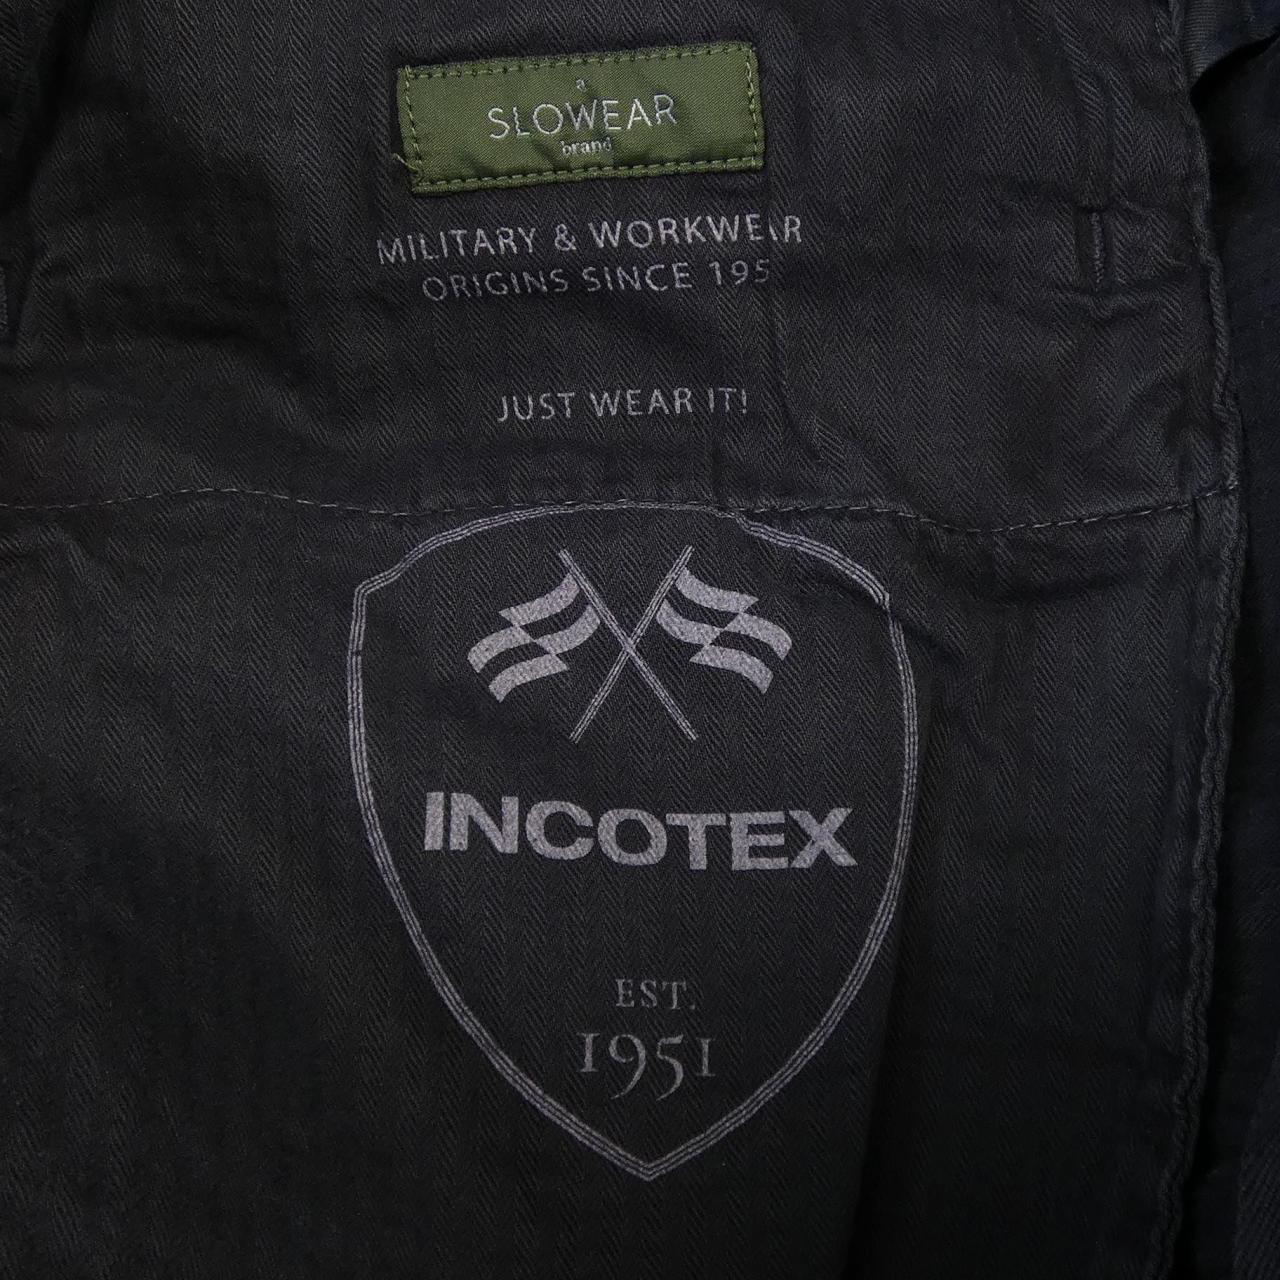 a
SLOWEAR
brand
MILITARY & WORKWEAR
ORIGINS SINCE 195
JUST WEAR IT!
INCOTEX
EST.
1951